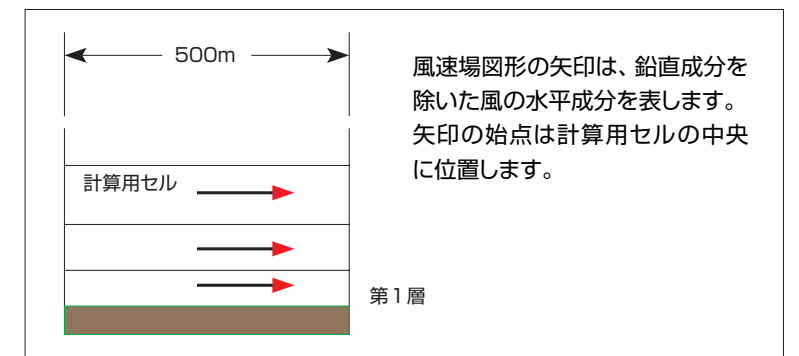 500m
風速場図形の矢印は、鉛直成分を
除いた風の水平成分を表します。
矢印の始点は計算用セルの中央
に位置します。
計算用セル
第1層